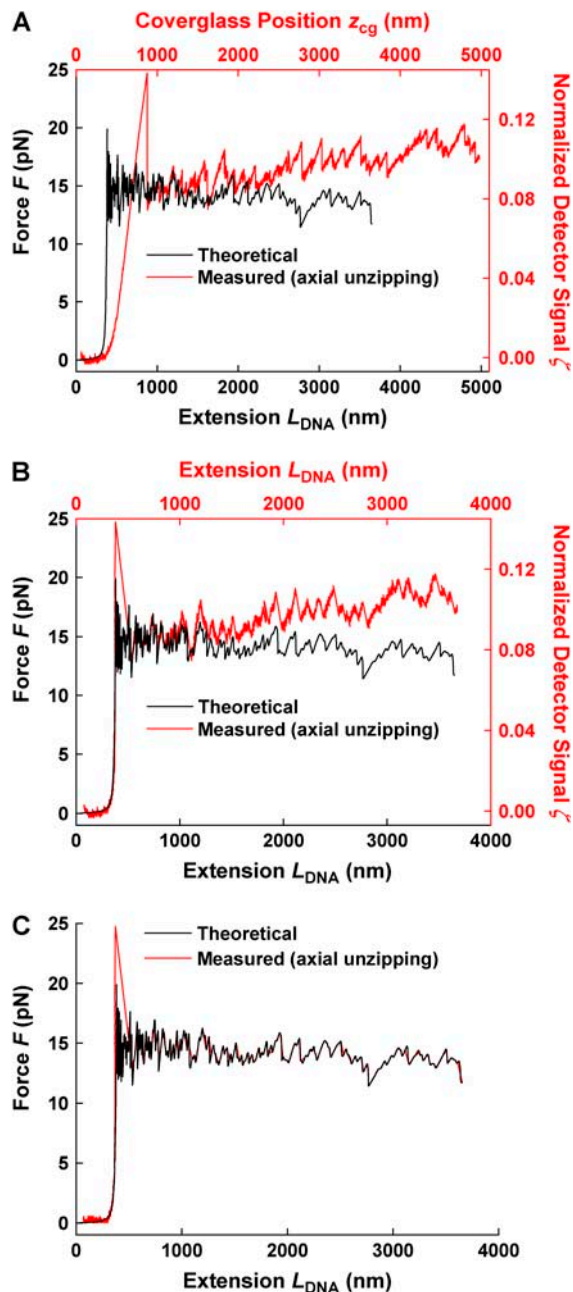 A
Coverglass Position zcg (nm)
0 1000 2000 3000 4000 5000
25
20
15
10
5
0
Force F (pN)
0.12
0.08
0.04
0.00
Normalized Detector Signal ζ
Theoretical
Measured (axial unzipping)
0 1000 2000 3000 4000 5000
Extension LDNA (nm)
B
Extension LDNA (nm)
0 1000 2000 3000 4000
25
20
15
10
5
0
Force F (pN)
0.12
0.08
0.04
0.00
Normalized Detector Signal ζ
Theoretical
Measured (axial unzipping)
0 1000 2000 3000 4000
Extension LDNA (nm)
C
25
20
15
10
5
0
Force F (pN)
Theoretical
Measured (axial unzipping)
0 1000 2000 3000 4000
Extension LDNA (nm)